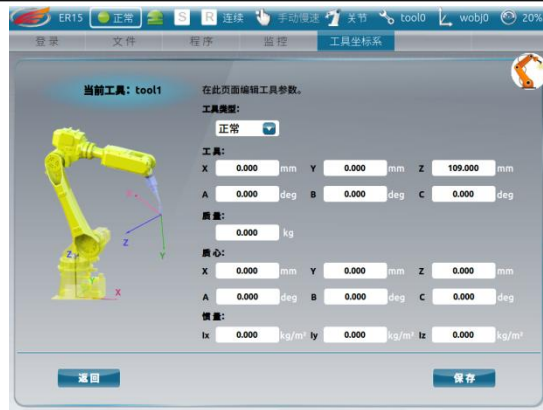 ER15 正常 S R 连续 手动慢速 关节 tool0 wobj0 20%
登录 文件 程序 监控 工具坐标系
当前工具: tool1
在此页面编辑工具参数。
工具类型:
正常
工具:
X 0.000 mm Y 0.000 mm Z 109.000 mm
A 0.000 deg B 0.000 deg C 0.000 deg
质量:
0.000 kg
质心:
X 0.000 mm Y 0.000 mm Z 0.000 mm
A 0.000 deg B 0.000 deg C 0.000 deg
惯量:
Ix 0.000 kg/m² Iy 0.000 kg/m² Iz 0.000 kg/m²
Z Y
Z X
返回 保存